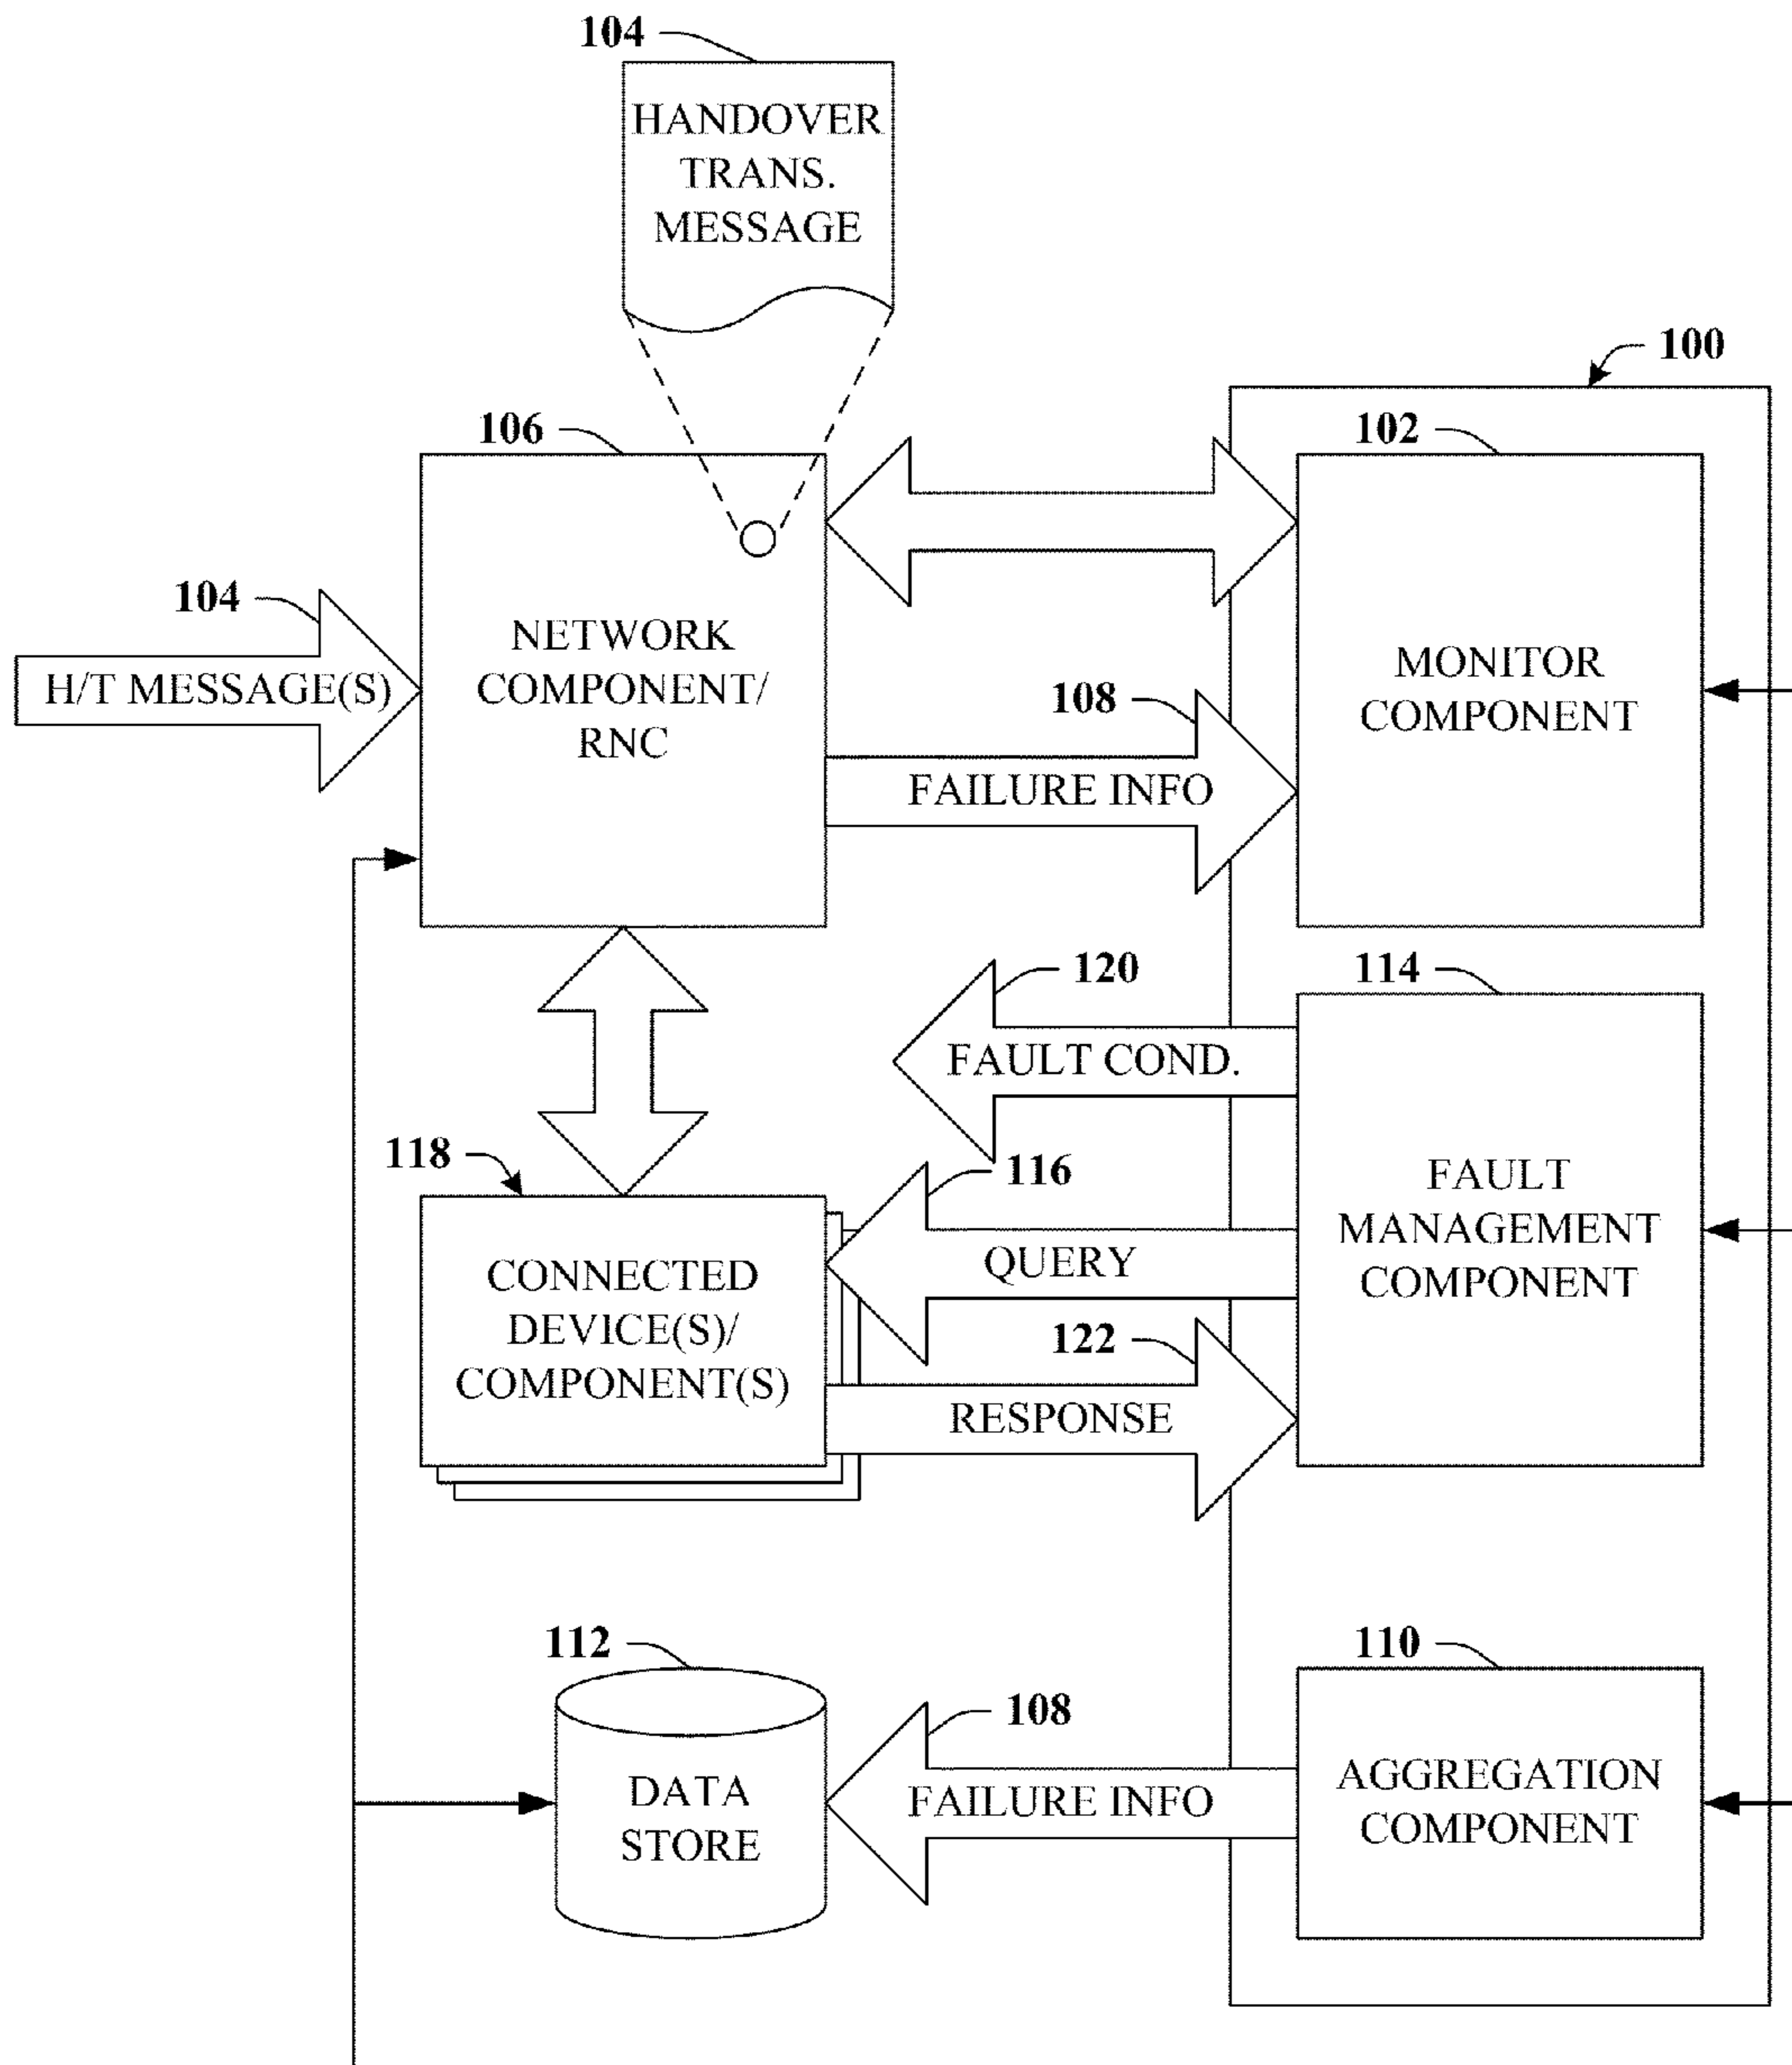 104
HANDOVER
TRANS.
MESSAGE
100
106
102
104
H/T MESSAGE(S)
NETWORK
COMPONENT/
RNC
MONITOR
COMPONENT
108
FAILURE INFO
120
FAULT COND.
114
118
116
QUERY
FAULT
MANAGEMENT
COMPONENT
CONNECTED
DEVICE(S)/
COMPONENT(S)
122
RESPONSE
112
DATA
STORE
108
FAILURE INFO
110
AGGREGATION
COMPONENT